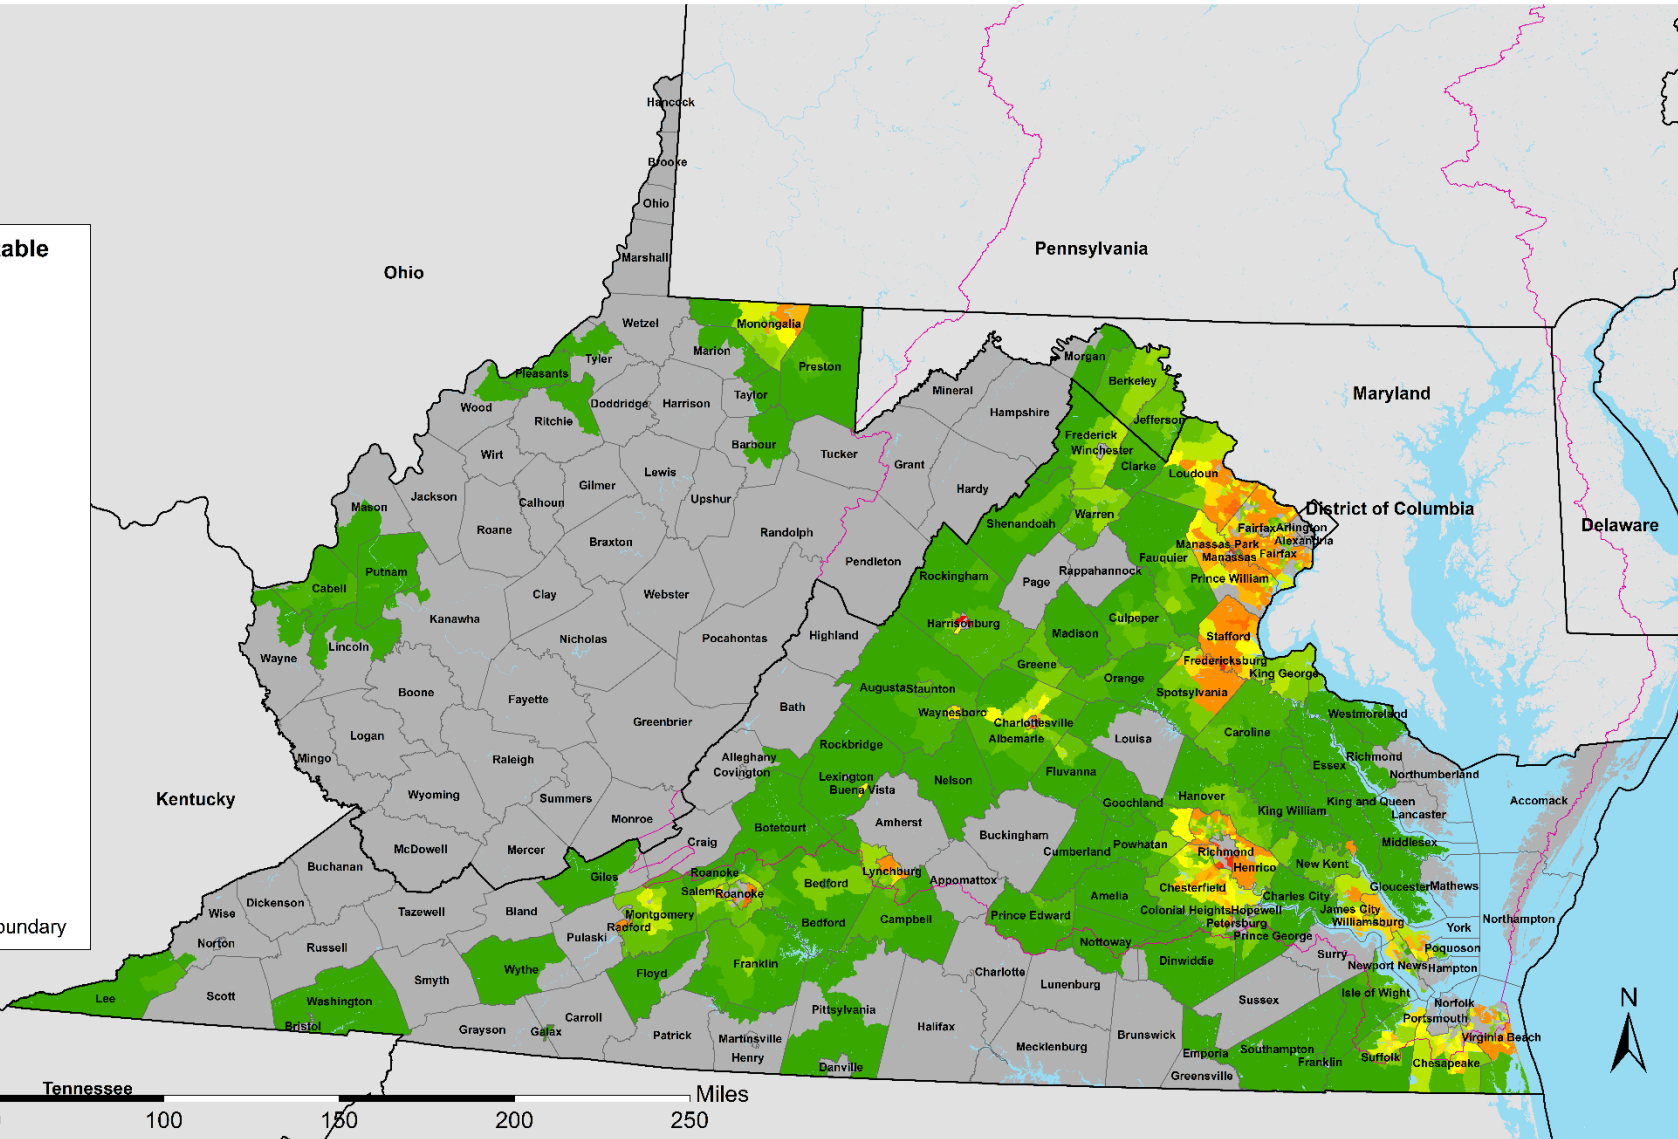 Hancock
Brooke
Ohio
Pennsylvania
able
Marshall
Ohio
Wetzel
Monongalia
Marion
Tyler
Morgan
Preston
Pleasants
Berkeley
Mineral
Maryland
Taylor
Doddridge
Harrison
Wood
Hampshire
Ritchie
Jefferson
Frederick
Barbour
Winchester
Wirt
Tucker
Grant
Clarke
Lewis
Loudoun
Gilmer
Hardy
Jackson
Upshur
Calhoun
Mason
District of Columbia
Warren
Shenandoah
Delaware
Roane
Randolph
Fairfax
Arlington
Braxton
Alexandria
Manassas Park
Manassas
Fairfax
Fauquier
Pendleton
Putnam
Rappahannock
Rockingham
Page
Prince William
Cabell
Clay
Webster
Kanawha
Culpeper
Harrisonburg
Madison
Highland
Stafford
Nicholas
Pocahontas
Lincoln
Wayne
Fredericksburg
Greene
King George
Orange
Augusta
Staunton
Boone
Spotsylvania
Fayette
Bath
Waynesboro
Westmoreland
Greenbrier
Charlottesville
Caroline
Logan
Albemarle
Louisa
Rockbridge
Mingo
Raleigh
Alleghany
Richmond
Essex
Covington
Fluvanna
Northumberland
Lexington
Nelson
Buena Vista
Kentucky
Wyoming
Summers
Hanover
Accomack
Goochland
King and Queen
King William
Lancaster
Monroe
Amherst
Botetourt
Buckingham
Craig
Middlesex
Powhatan
McDowell
Mercer
Cumberland
Richmond
New Kent
Buchanan
Roanoke
Henrico
Lynchburg
Giles
Appomattox
Bedford
Chesterfield
Gloucester
Mathews
Salem
Roanoke
Amelia
Charles City
Dickenson
Wise
Bland
Tazewell
Colonial Heights
Hopewell
James City
Montgomery
Prince Edward
Campbell
Northampton
Bedford
Petersburg
Williamsburg
York
Radford
oundary
Pulaski
Prince George
Norton
Russell
Nottoway
Poquoson
Surry
Dinwiddie
Franklin
Newport News
Hampton
Wythe
Floyd
Charlotte
Smyth
Lunenburg
Isle of Wight
Lee
Scott
Washington
Sussex
Norfolk
Pittsylvania
Portsmouth
Carroll
Bristol
Grayson
Galax
Halifax
Patrick
Brunswick
Virginia Beach
Martinsville
Mecklenburg
Southampton
Emporia
Henry
Suffolk
Franklin
Chesapeake
Danville
Greensville
N
Tennessee
Miles
100
150
200
250